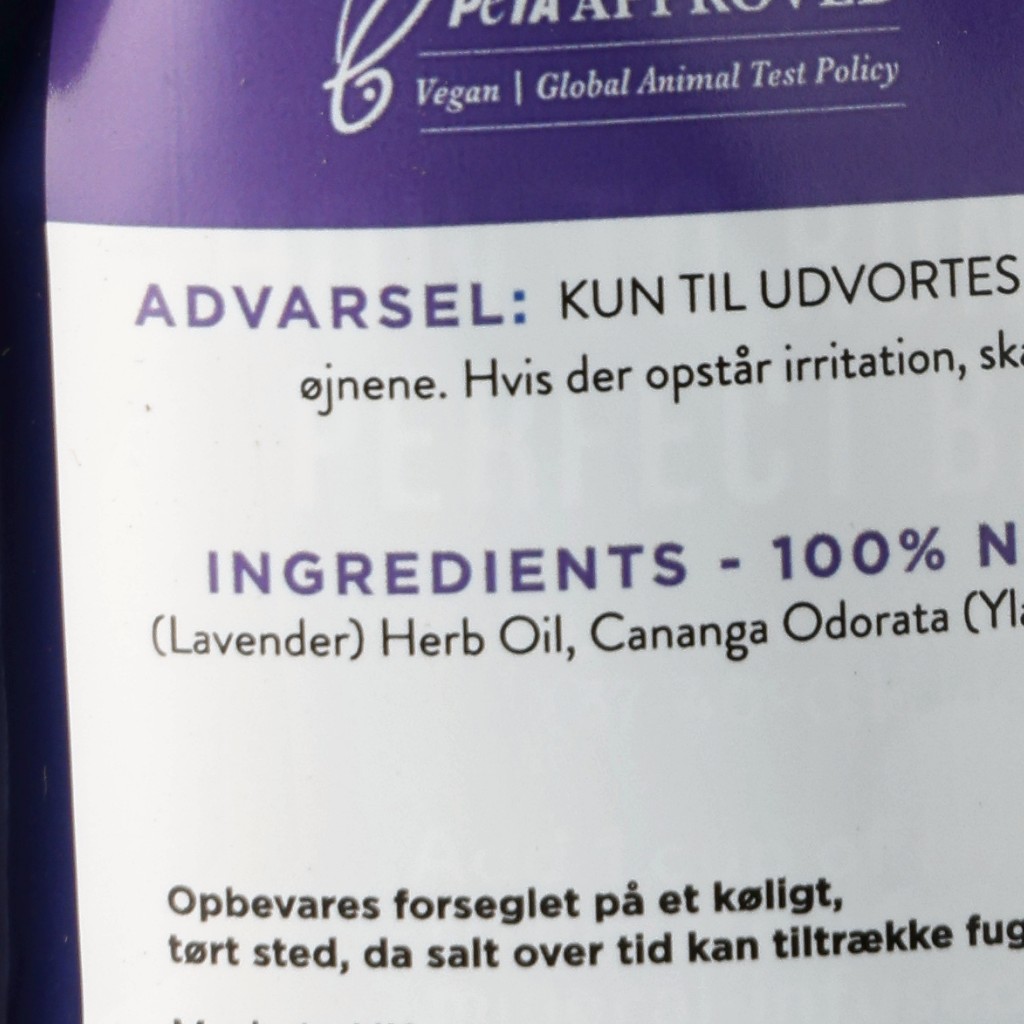 PETA APPROVED
Vegan | Global Animal Test Policy
ADVARSEL: KUN TIL UDVORTES
øjnene. Hvis der opstår irritation,
INGREDIENTS - 100%
(Lavender) Herb Oil, Cananga Odorata
Opbevares forseglet på et køligt,
tørt sted, da salt over tid kan tiltrække